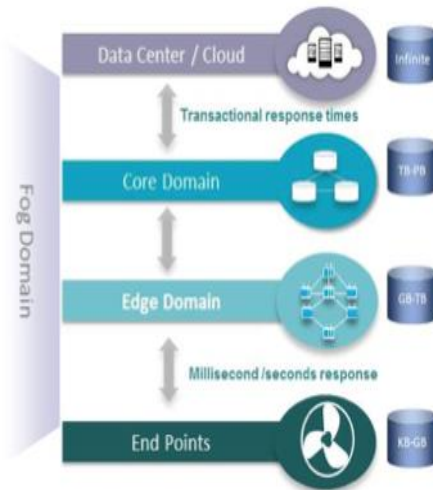 Fog Domain
Data Center / Cloud
Infinite
Transactional response times
Core Domain
TB-PB
Edge Domain
GB-TB
Millisecond /seconds response
End Points
KB-GB